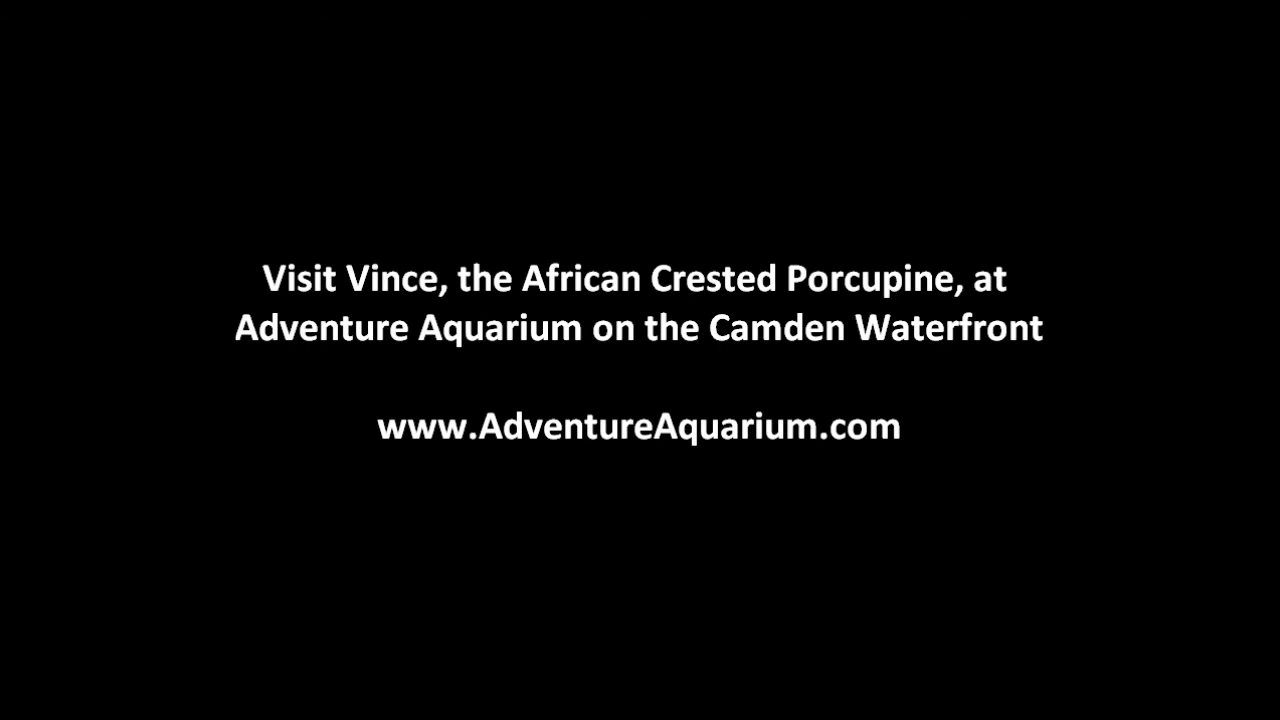 Visit Vince, the African Crested Porcupine, at
Adventure Aquarium on the Camden Waterfront
www.AdventureAquarium.com